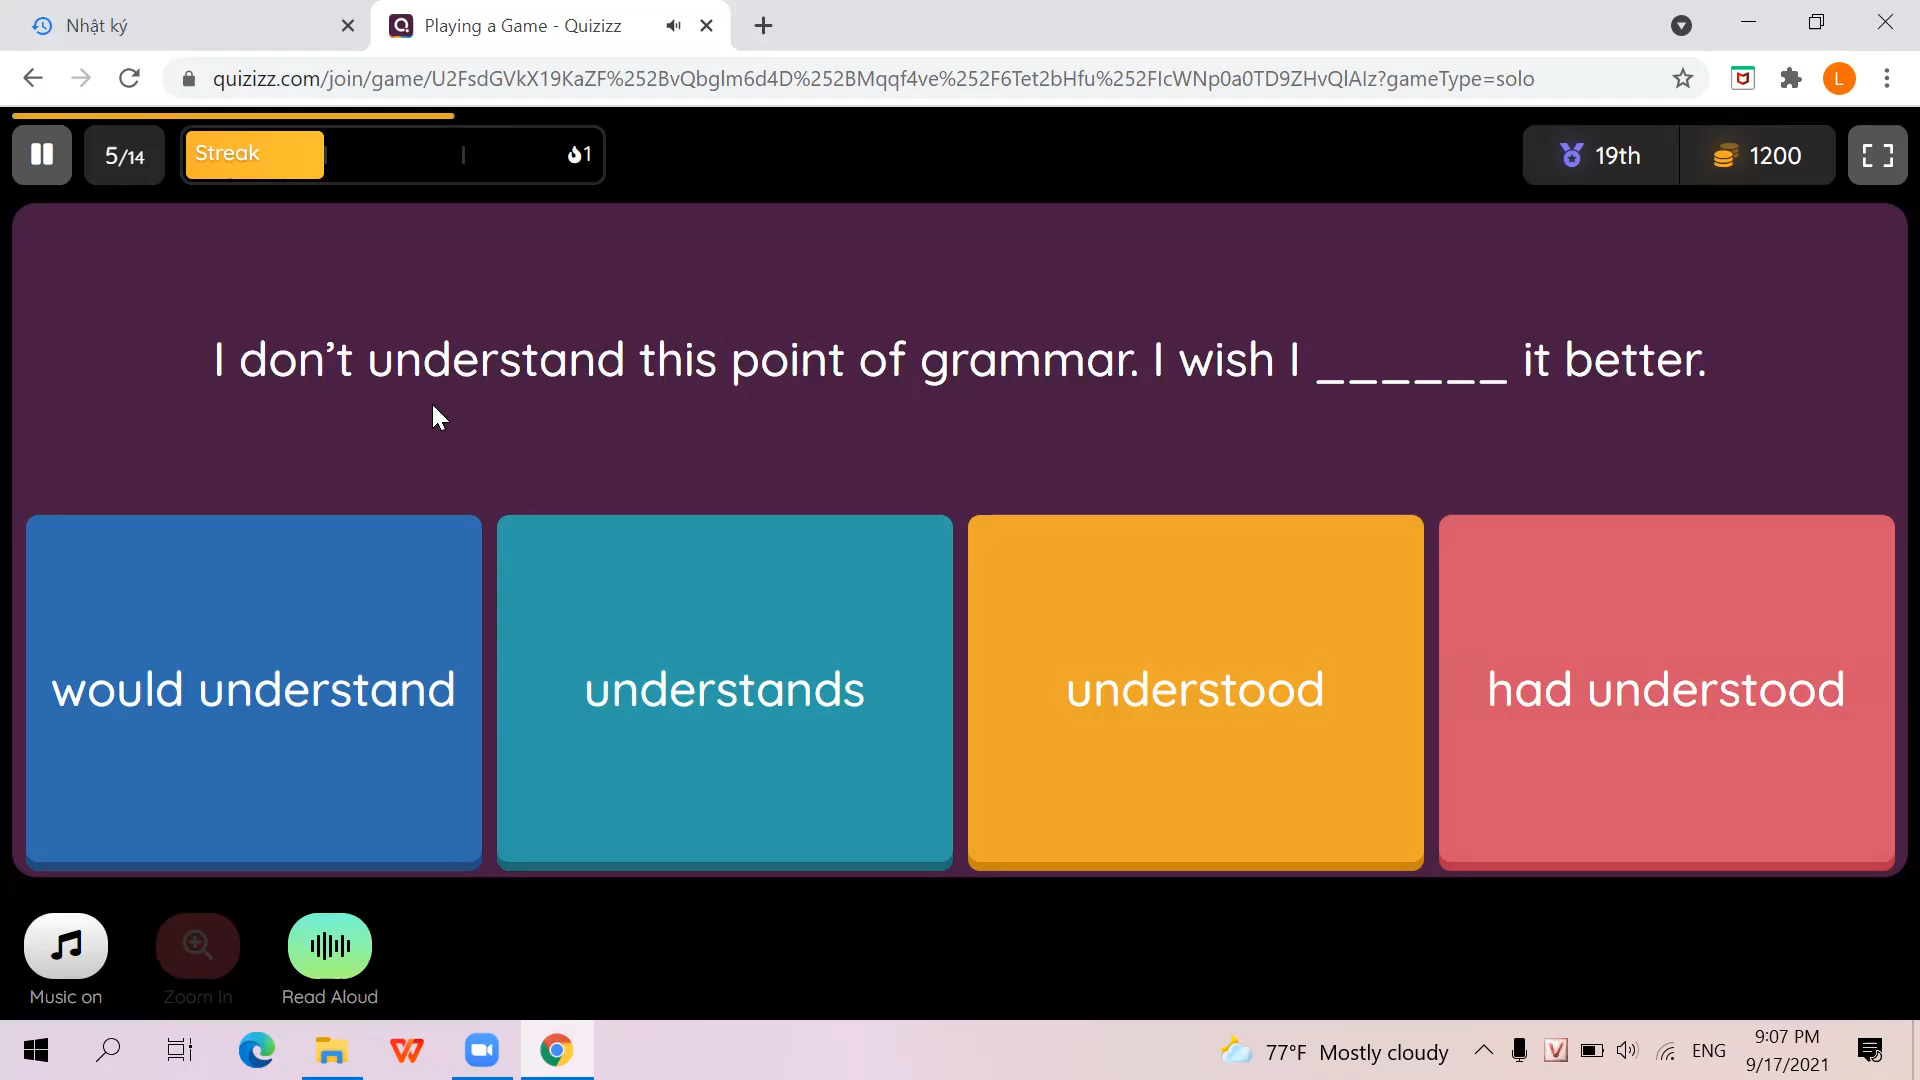 Nhật ký
Playing a Game - Quizizz
quizizz.com/join/game/U2FsdGVkX19KaZF%252BvQbglm6d4D%252BMqqf4ve%252F6Tet2bHfu%252FIcWNp0a0TD9ZHvQlAIz?gameType=solo
L
5/14
Streak
1
19th
1200
I don’t understand this point of grammar. I wish I ______ it better.
would understand
understands
understood
had understood
Music on
Zoom In
Read Aloud
77°F Mostly cloudy
V
ENG
9:07 PM
9/17/2021